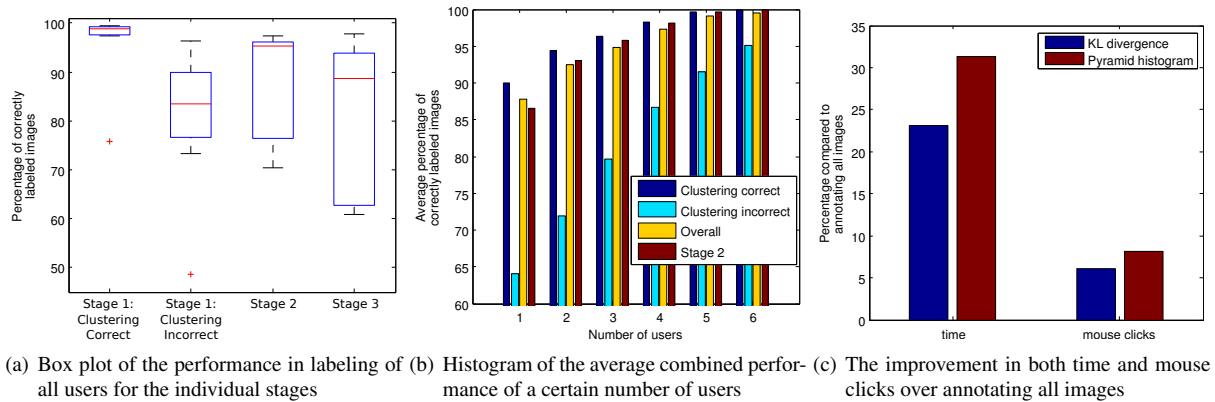 100
90
80
70
60
50
Percentage of correctly
labeled images
Stage 1:
Clustering
Correct
Stage 1:
Clustering
Incorrect
Stage 2
Stage 3
100
95
90
85
80
75
70
65
60
Average percentage of
correctly labeled images
Clustering correct
Clustering incorrect
Overall
Stage 2
1 2 3 4 5 6
Number of users
35
30
25
20
15
10
5
0
Percentage compared to
annotating all images
KL divergence
Pyramid histogram
time mouse clicks
(a) Box plot of the performance in labeling of
all users for the individual stages
(b) Histogram of the average combined perfor-
mance of a certain number of users
(c) The improvement in both time and mouse
clicks over annotating all images